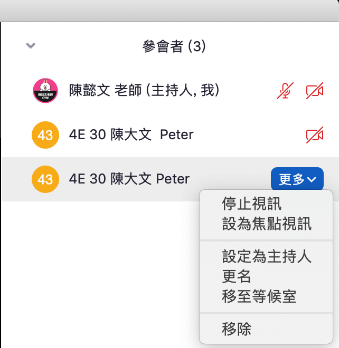 參會者 (3)
陳懿文 老師 (主持人, 我)
43 4E 30 陳大文 Peter
43 4E 30 陳大文 Peter 更多
停止視訊
設為焦點視訊
設定為主持人
更名
移至等候室
移除